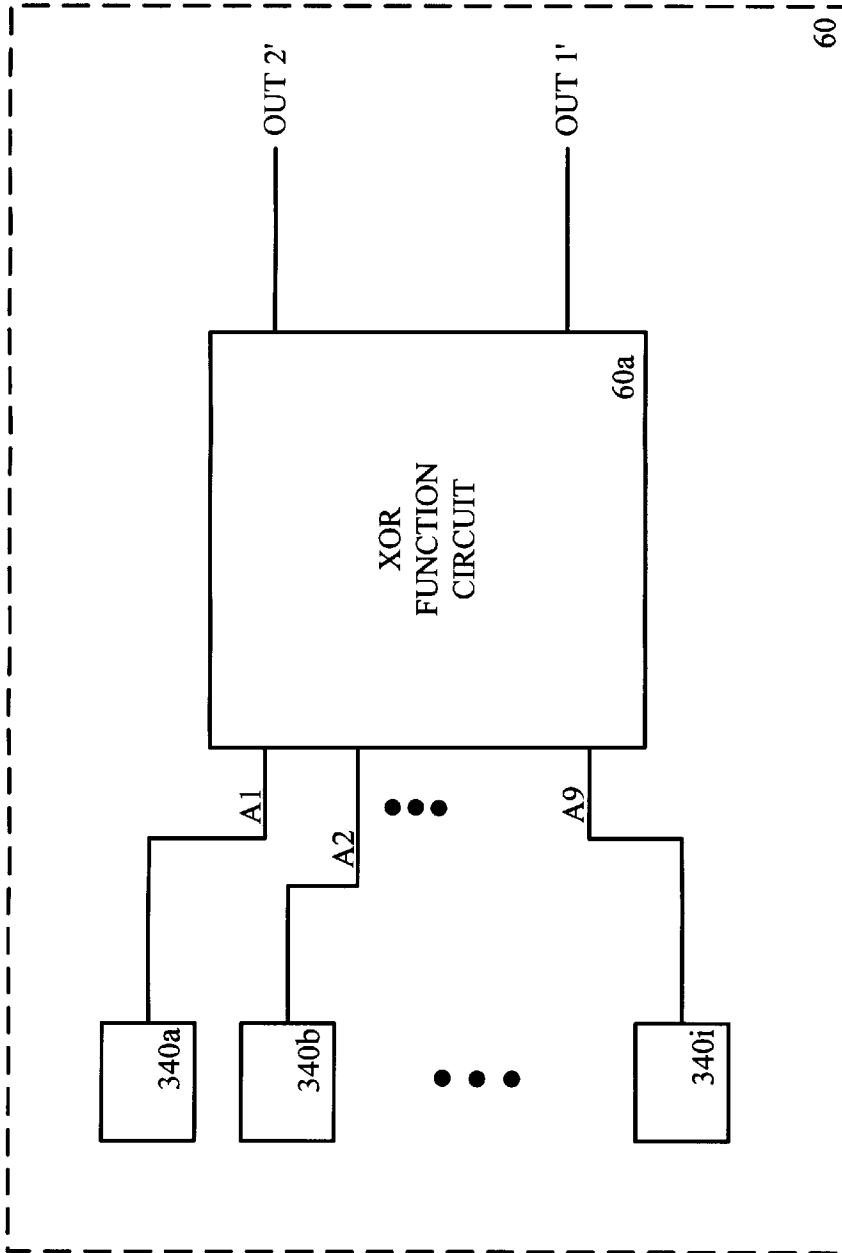 340a
340b
340i
A1
A2
A9
XOR
FUNCTION
CIRCUIT
60a
OUT 2'
OUT 1'
60